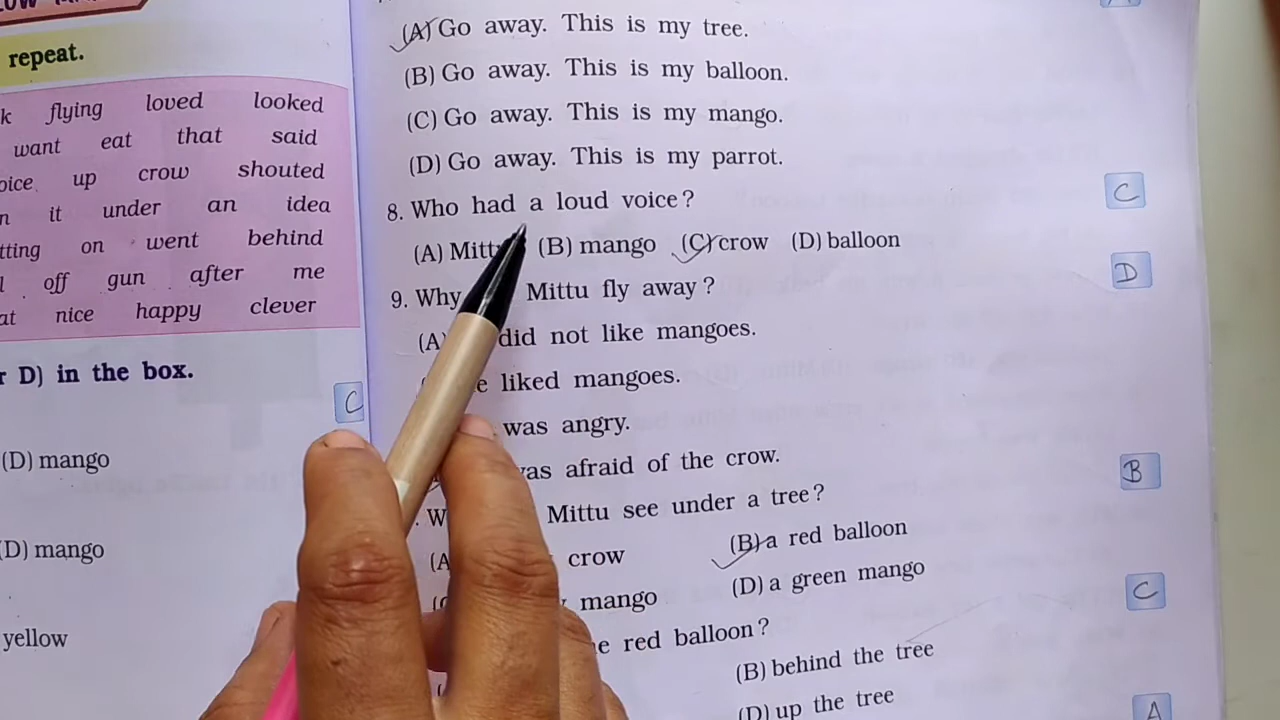 repeat.
flying loved looked
want eat that said
up crow shouted
it under an idea
on went behind
off gun after me
nice happy clever
D) in the box.
C
(D) mango
(D) mango
yellow
(A) Go away. This is my tree.
(B) Go away. This is my balloon.
(C) Go away. This is my mango.
(D) Go away. This is my parrot.
8. Who had a loud voice? C
(A) (B) mango (C) crow (D) balloon
9. Why Mittu fly away? D
(A) did not like mangoes.
liked mangoes.
was angry.
was afraid of the crow.
Mittu see under a tree? B
(A) crow (B) a red balloon
mango (D) a green mango
red balloon? C
(B) behind the tree
(D) up the tree
A